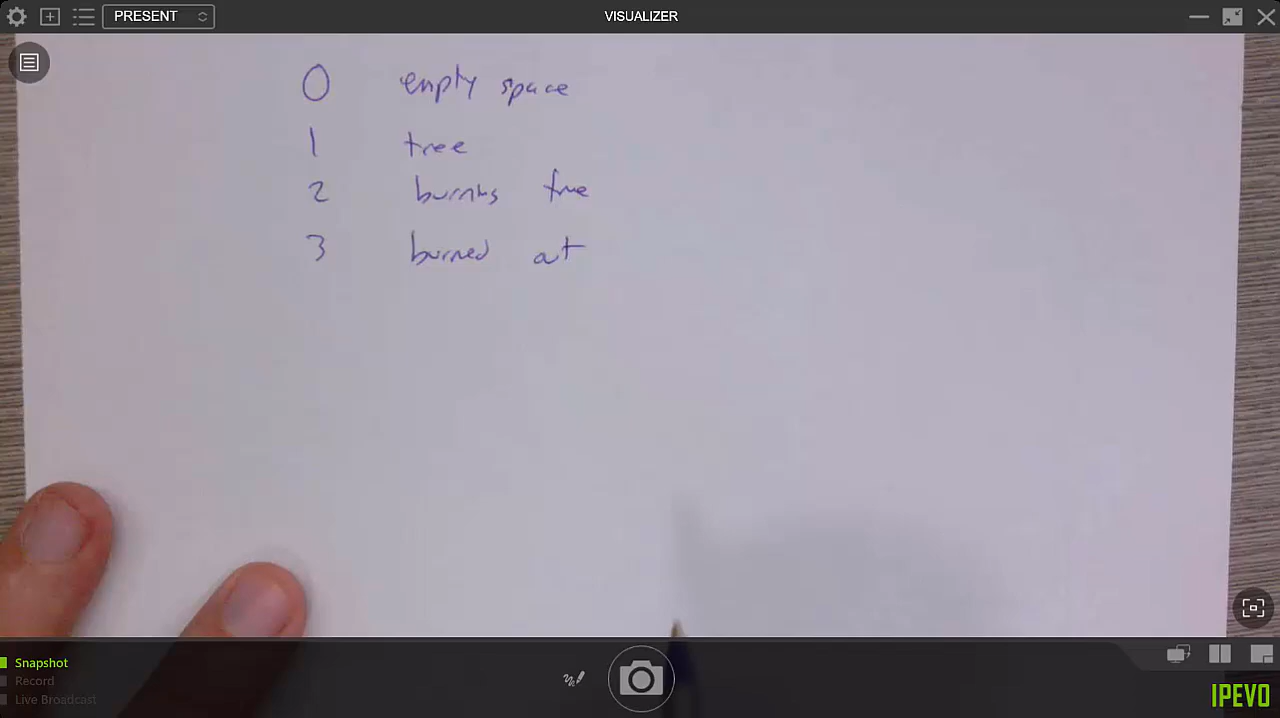 PRESENT
VISUALIZER
0 empty space
1 tree
2 burning tree
3 burned out
Snapshot
Record
Live Broadcast
IPEVO